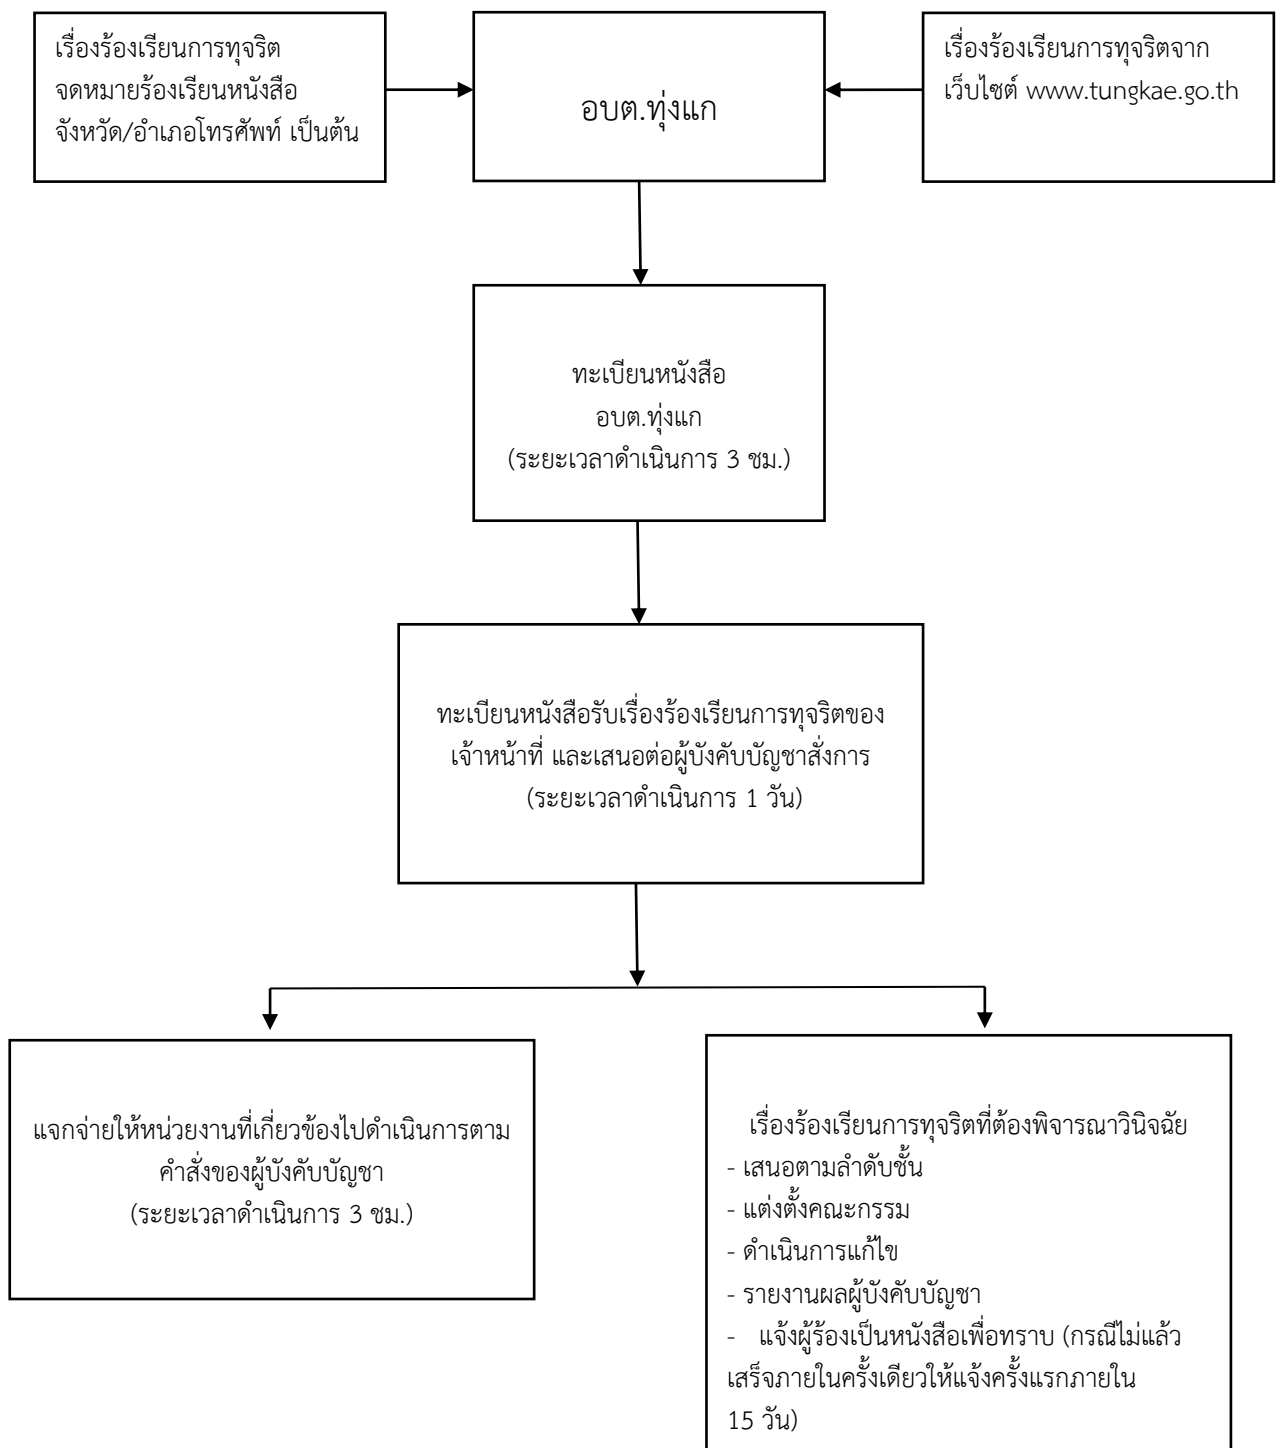 เรื่องร้องเรียนการทุจริต
จดหมายร้องเรียนหนังสือ
จังหวัด/อำเภอโทรศัพท์ เป็นต้น
อบต.ทุ่งแก
เรื่องร้องเรียนการทุจริตจาก
เว็บไซต์ www.tungkae.go.th
ทะเบียนหนังสือ
อบต.ทุ่งแก
(ระยะเวลาดำเนินการ 3 ชม.)
ทะเบียนหนังสือรับเรื่องร้องเรียนการทุจริตของ
เจ้าหน้าที่ และเสนอต่อผู้บังคับบัญชาสั่งการ
(ระยะเวลาดำเนินการ 1 วัน)
แจกจ่ายให้หน่วยงานที่เกี่ยวข้องไปดำเนินการตาม
คำสั่งของผู้บังคับบัญชา
(ระยะเวลาดำเนินการ 3 ชม.)
เรื่องร้องเรียนการทุจริตที่ต้องพิจารณาวินิจฉัย
- เสนอตามลำดับชั้น
- แต่งตั้งคณะกรรม
- ดำเนินการแก้ไข
- รายงานผลผู้บังคับบัญชา
- แจ้งผู้ร้องเป็นหนังสือเพื่อทราบ (กรณีไม่แล้ว
เสร็จภายในครั้งเดียวให้แจ้งครั้งแรกภายใน
15 วัน)